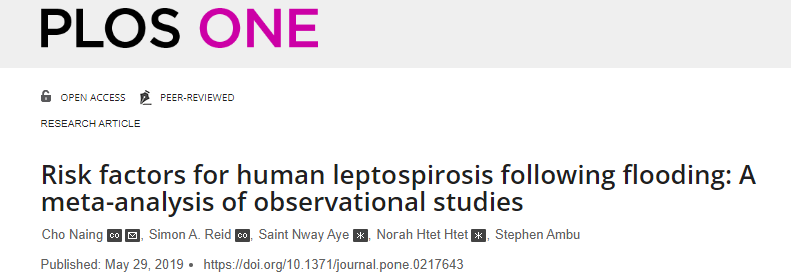 PLOS ONE
OPEN ACCESS PEER-REVIEWED
RESEARCH ARTICLE
Risk factors for human leptospirosis following flooding: A
meta-analysis of observational studies
Cho Naing co, Simon A. Reid co, Saint Nway Aye, Norah Htet Htet, Stephen Ambu
Published: May 29, 2019 • https://doi.org/10.1371/journal.pone.0217643